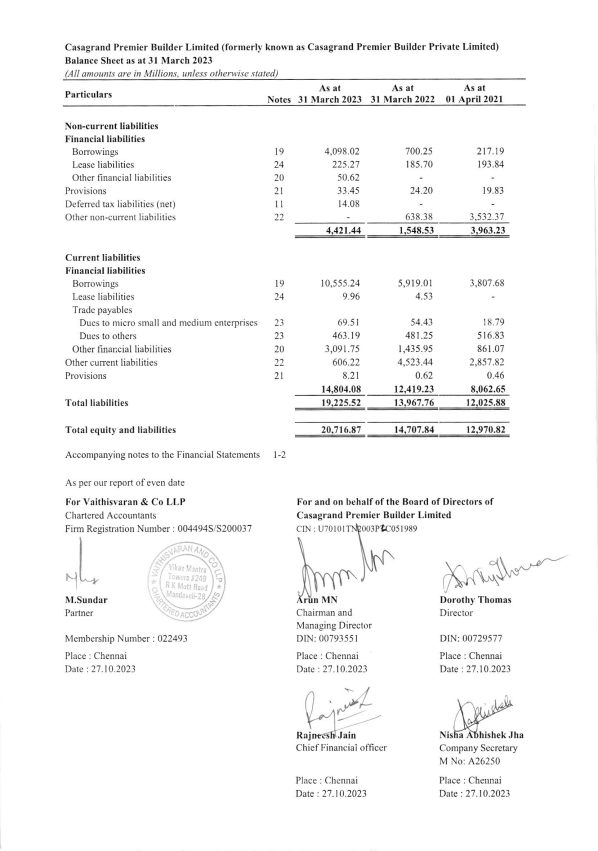 Casagrand Premier Builder Limited (formerly known as Casagrand Premier Builder Private Limited)
Balance Sheet as at 31 March 2023
(All amounts are in Millions, unless otherwise stated)
Particulars Notes As at 31 March 2023 As at 31 March 2022 As at 01 April 2021
Non-current liabilities
Financial liabilities
Borrowings 19 4,098.02 700.25 217.19
Lease liabilities 24 225.27 185.70 193.84
Other financial liabilities 20 50.62 - -
Provisions 21 33.45 24.20 19.83
Deferred tax liabilities (net) 11 14.08 - -
Other non-current liabilities 22 - 638.38 3,532.37
4,421.44 1,548.53 3,963.23
Current liabilities
Financial liabilities
Borrowings 19 10,555.24 5,919.01 3,807.68
Lease liabilities 24 9.96 4.53 -
Trade payables
Dues to micro small and medium enterprises 23 69.51 54.43 18.79
Dues to others 23 463.19 481.25 516.83
Other financial liabilities 20 3,091.75 1,435.95 861.07
Other current liabilities 22 606.22 4,523.44 2,857.82
Provisions 21 8.21 0.62 0.46
14,804.08 12,419.23 8,062.65
Total liabilities 19,225.52 13,967.76 12,025.88
Total equity and liabilities 20,716.87 14,707.84 12,970.82
Accompanying notes to the Financial Statements 1-2
As per our report of even date
For Vaithisvaran & Co LLP
Chartered Accountants
Firm Registration Number : 004494S/S200037
VAITHISVARAN AND CO LLP
CHARTERED ACCOUNTANTS
Vikas Mantra
Towers #249
R K Mutt Road
Mandaveli-28
M.Sundar
Partner
Membership Number : 022493
Place : Chennai
Date : 27.10.2023
For and on behalf of the Board of Directors of
Casagrand Premier Builder Limited
CIN : U70101TN2003PLC051989
Arun MN
Chairman and
Managing Director
DIN: 00793551
Place : Chennai
Date : 27.10.2023
Dorothy Thomas
Director
DIN: 00729577
Place : Chennai
Date : 27.10.2023
Rajneesh Jain
Chief Financial officer
Place : Chennai
Date : 27.10.2023
Nisha Abhishek Jha
Company Secretary
M No: A26250
Place : Chennai
Date : 27.10.2023